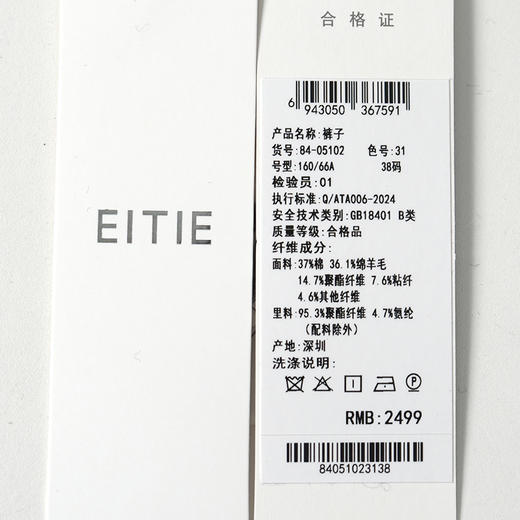 EITIE
合格证
6 943050 367591
产品名称:裤子
货号:84-05102 色号:31
号型:160/66A 38码
检验员:01
执行标准:Q/ATA006-2024
安全技术类别:GB18401 B类
质量等级:合格品
纤维成分:
面料:37%棉 36.1%绵羊毛
14.7%聚酯纤维 7.6%粘纤
4.6%其他纤维
里料:95.3%聚酯纤维 4.7%氨纶
(配料除外)
产地:深圳
洗涤说明:
P
RMB:2499
84051023138